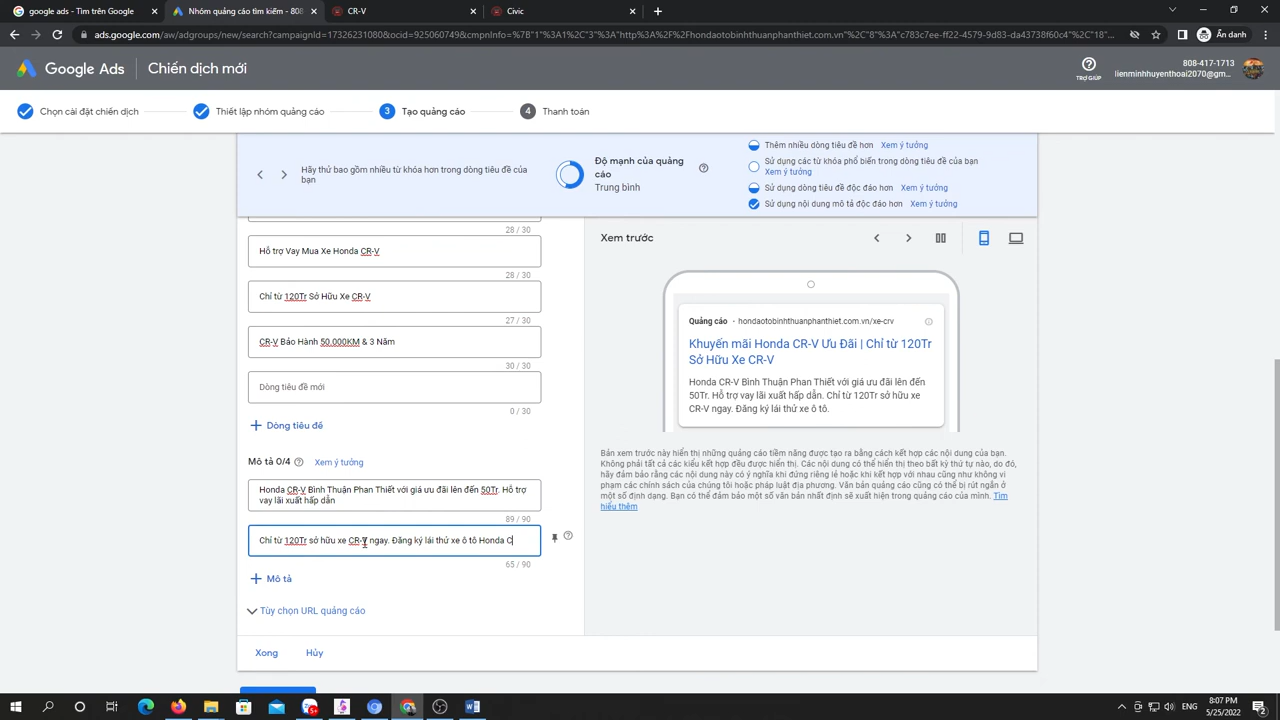 google ads - Tìm trên Google
Nhóm quảng cáo tìm kiếm - 808-
CR-V
Civic
ads.google.com/aw/adgroups/new/search?campaignId=17326231080&ocid=925060749&cmpnInfo=%7B"1"%3A1%2C"3"%3A"http%3A%2F%2Fhondaotobinhthuanphanthiet.com.vn"%2C"8"%3A"c783c7ee-ff22-4579-9d83-da43738f60c4"%2C"18"...
Ẩn danh
Google Ads
Chiến dịch mới
TRỢ GIÚP
808-417-1713
lienminhhuyenthoai2070@gm...
Chọn cài đặt chiến dịch
Thiết lập nhóm quảng cáo
3 Tạo quảng cáo
4 Thanh toán
Hãy thử bao gồm nhiều từ khóa hơn trong dòng tiêu đề của
bạn
Độ mạnh của quảng
cáo
Trung bình
Thêm nhiều dòng tiêu đề hơn Xem ý tưởng
Sử dụng các từ khóa phổ biến trong dòng tiêu đề của bạn
Xem ý tưởng
Sử dụng dòng tiêu đề độc đáo hơn Xem ý tưởng
Sử dụng nội dung mô tả độc đáo hơn Xem ý tưởng
28 / 30
Hỗ trợ Vay Mua Xe Honda CR-V
28 / 30
Chỉ từ 120Tr Sở Hữu Xe CR-V
27 / 30
CR-V Bảo Hành 50.000KM & 3 Năm
30 / 30
Dòng tiêu đề mới
0 / 30
Dòng tiêu đề
Mô tả 0/4 Xem ý tưởng
Honda CR-V Bình Thuận Phan Thiết với giá ưu đãi lên đến 50Tr. Hỗ trợ
vay lãi xuất hấp dẫn
89 / 90
Chỉ từ 120Tr sở hữu xe CR-V ngay. Đăng ký lái thử xe ô tô Honda C
65 / 90
Mô tả
Tùy chọn URL quảng cáo
Xong
Hủy
Xem trước
Quảng cáo · hondaotobinhthuanphanthiet.com.vn/xe-crv
Khuyến mãi Honda CR-V Ưu Đãi | Chỉ từ 120Tr
Sở Hữu Xe CR-V
Honda CR-V Bình Thuận Phan Thiết với giá ưu đãi lên đến
50Tr. Hỗ trợ vay lãi xuất hấp dẫn. Chỉ từ 120Tr sở hữu xe
CR-V ngay. Đăng ký lái thử xe ô tô.
Bản xem trước này hiển thị những quảng cáo tiềm năng được tạo ra bằng cách kết hợp các nội dung của bạn.
Không phải tất cả các kiểu kết hợp đều được hiển thị. Các nội dung có thể hiển thị theo bất kỳ thứ tự nào, do đó,
hãy đảm bảo rằng các nội dung này có ý nghĩa khi đứng riêng lẻ hoặc khi kết hợp với nhau cũng như không vi
phạm các chính sách của chúng tôi hoặc pháp luật địa phương. Văn bản quảng cáo cũng có thể bị rút ngắn ở
một số định dạng. Bạn có thể đảm bảo một số văn bản nhất định sẽ xuất hiện trong quảng cáo của mình. Tìm
hiểu thêm
5+
ENG
8:07 PM
5/25/2022
2